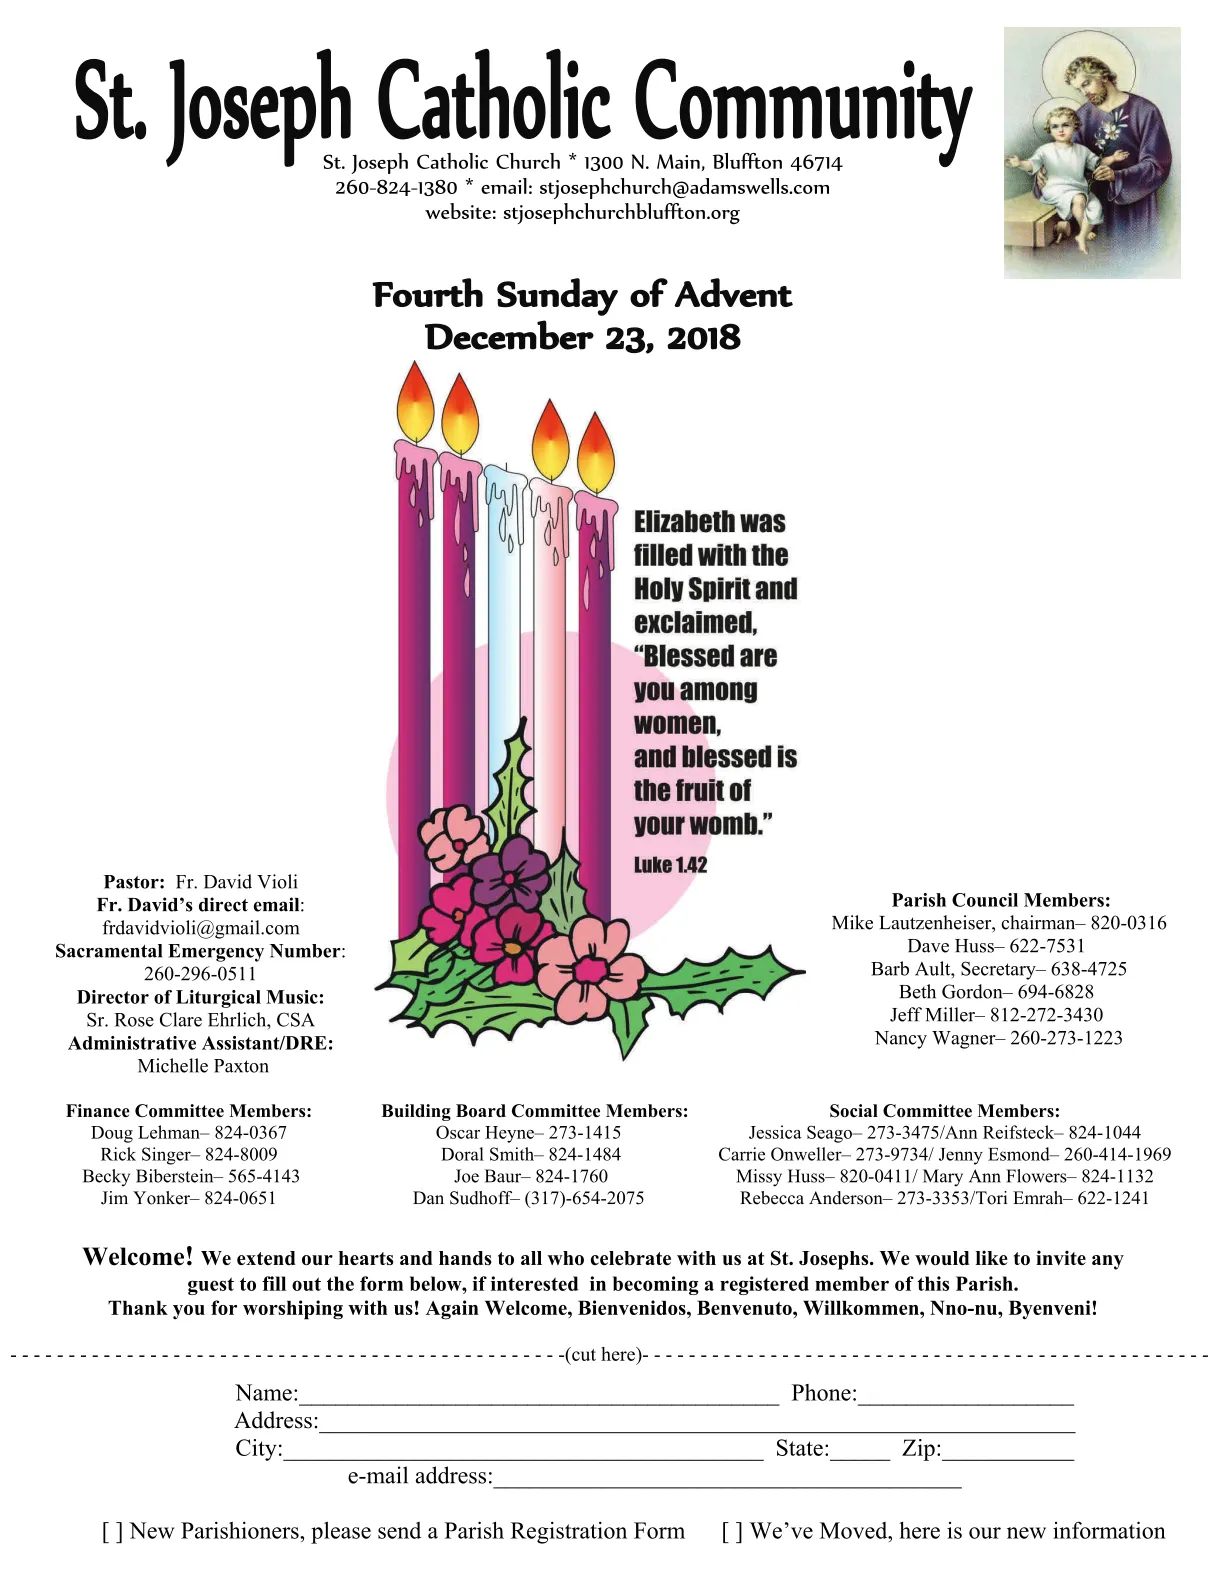 St. Joseph Catholic Community
St. Joseph Catholic Church * 1300 N. Main, Bluffton 46714
260-824-1380 * email: stjosephchurch@adamswells.com
website: stjosephchurchbluffton.org
Fourth Sunday of Advent
December 23, 2018
Elizabeth was
filled with the
Holy Spirit and
exclaimed,
“Blessed are
you among
women,
and blessed is
the fruit of
your womb.”
Luke 1.42
Pastor: Fr. David Violi
Fr. David’s direct email:
frdavidvioli@gmail.com
Sacramental Emergency Number:
260-296-0511
Director of Liturgical Music:
Sr. Rose Clare Ehrlich, CSA
Administrative Assistant/DRE:
Michelle Paxton
Parish Council Members:
Mike Lautzenheiser, chairman– 820-0316
Dave Huss– 622-7531
Barb Ault, Secretary– 638-4725
Beth Gordon– 694-6828
Jeff Miller– 812-272-3430
Nancy Wagner– 260-273-1223
Finance Committee Members:
Doug Lehman– 824-0367
Rick Singer– 824-8009
Becky Biberstein– 565-4143
Jim Yonker– 824-0651
Building Board Committee Members:
Oscar Heyne– 273-1415
Doral Smith– 824-1484
Joe Baur– 824-1760
Dan Sudhoff– (317)-654-2075
Social Committee Members:
Jessica Seago– 273-3475/Ann Reifsteck– 824-1044
Carrie Onweller– 273-9734/ Jenny Esmond– 260-414-1969
Missy Huss– 820-0411/ Mary Ann Flowers– 824-1132
Rebecca Anderson– 273-3353/Tori Emrah– 622-1241
Welcome! We extend our hearts and hands to all who celebrate with us at St. Josephs. We would like to invite any
guest to fill out the form below, if interested in becoming a registered member of this Parish.
Thank you for worshiping with us! Again Welcome, Bienvenidos, Benvenuto, Willkommen, Nno-nu, Byenveni!
- - - - - - - - - - - - - - - - - - - - - - - - - - - - - - - - - - - - - - - - - - - - - - - -(cut here)- - - - - - - - - - - - - - - - - - - - - - - - - - - - - - - - - - - - - - - - - - - - - - - - -
Name:________________________________________ Phone:__________________
Address:_______________________________________________________________
City:________________________________________ State:_____ Zip:___________
e-mail address:_______________________________________
[ ] New Parishioners, please send a Parish Registration Form [ ] We’ve Moved, here is our new information